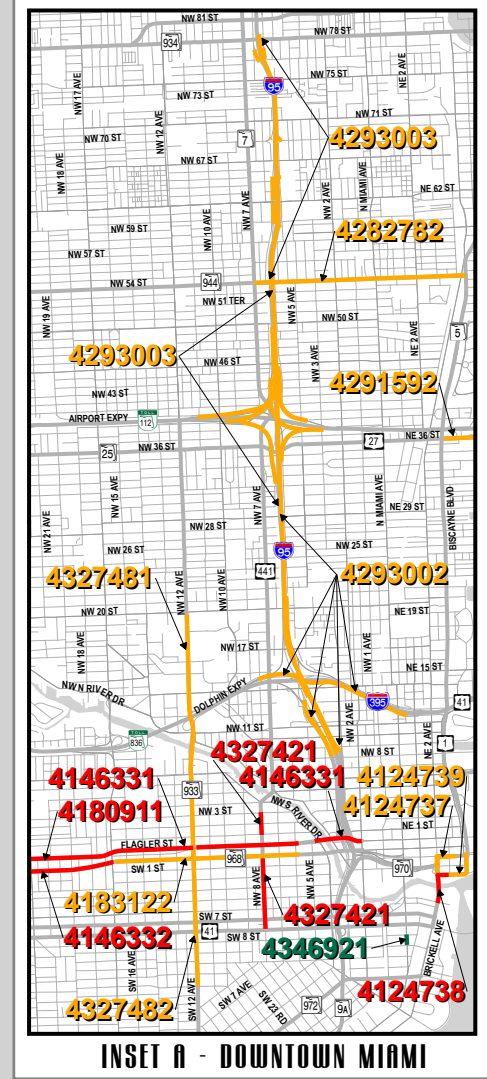 NW 81 ST
934
NW 78 ST
NW 17 AVE
NW 12 AVE
NW 73 ST
95
NW 75 ST
NE 2 AVE
4293003
NW 71 ST
NW 70 ST
7
NW 67 ST
NW 18 AVE
NW 10 AVE
NW 7 AVE
NW 2 AVE
N MIAMI AVE
NE 62 ST
NW 59 ST
4282782
NW 57 ST
NW 54 ST
944
NW 51 TER
NW 19 AVE
NW 5 AVE
NW 50 ST
NE 2 AVE
5
4293003
NW 46 ST
NW 3 AVE
4291592
NW 43 ST
AIRPORT EXPY
TOLL
112
NW 36 ST
25
27
NE 36 ST
NW 21 AVE
NW 15 AVE
NW 7 AVE
N MIAMI AVE
NE 29 ST
BISCAYNE BLVD
NW 28 ST
NW 26 ST
95
NW 25 ST
441
4327481
NW 12 AVE
NW 10 AVE
4293002
NW 20 ST
NE 19 ST
NW 18 AVE
NW 17 ST
NW 1 AVE
NE 15 ST
NW N RIVER DR
DOLPHIN EXPY
395
41
NW 11 ST
NW 2 AVE
NE 2 AVE
1
TOLL
836
4327421
NW 8 ST
4146331
4146331
4124739
4180911
933
NW 3 ST
NW S RIVER DR
4124737
NE 1 ST
FLAGLER ST
968
SW 1 ST
970
4183122
NW 8 AVE
NW 5 AVE
SW 7 ST
4327421
4146332
41
SW 8 ST
4346921
BRICKELL AVE
SW 16 AVE
SW 12 AVE
SW 7 AVE
SW 23 RD
4124738
4327482
972
9A
INSET A - DOWNTOWN MIAMI